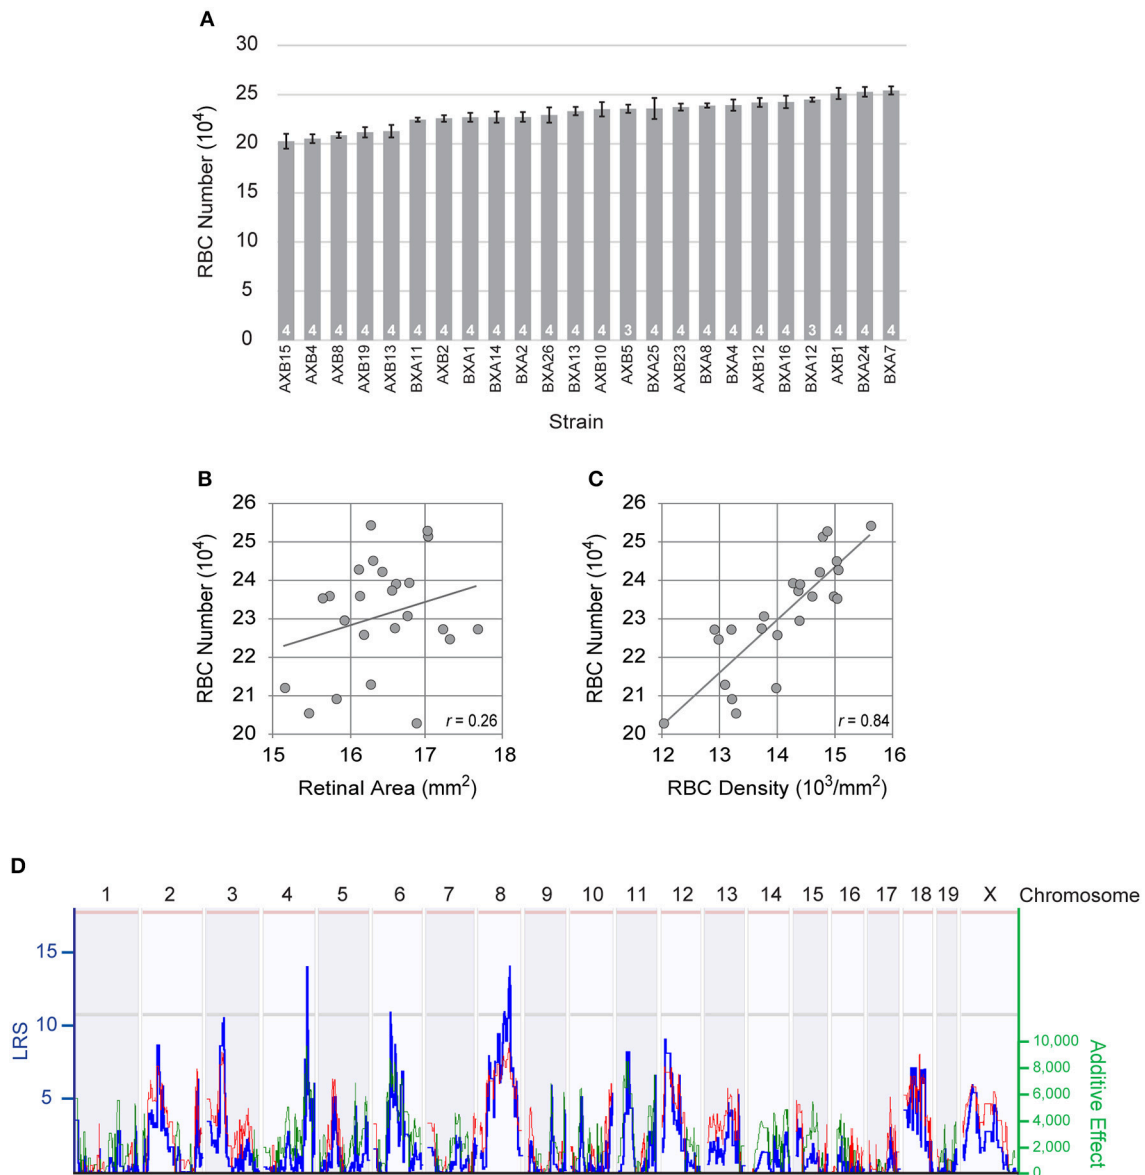 A
30
25
20
15
10
5
0
RBC Number (10⁴)
4 4 4 4 4 4 4 4 4 4 4 4 4 3 4 4 4 4 4 4 3 4 4 4
AXB15 AXB4 AXB8 AXB19 AXB13 BXA11 AXB2 BXA1 BXA14 BXA2 BXA26 BXA13 AXB10 AXB5 BXA25 AXB23 BXA8 BXA4 AXB12 BXA16 BXA12 AXB1 BXA24 BXA7
Strain
B
26
25
24
23
22
21
20
RBC Number (10⁴)
r = 0.26
15 16 17 18
Retinal Area (mm²)
C
26
25
24
23
22
21
20
RBC Number (10⁴)
r = 0.84
12 13 14 15 16
RBC Density (10³/mm²)
D
1 2 3 4 5 6 7 8 9 10 11 12 13 14 15 16 17 18 19 X Chromosome
15
10
5
LRS
10,000
8,000
6,000
4,000
2,000
0
Additive Effect